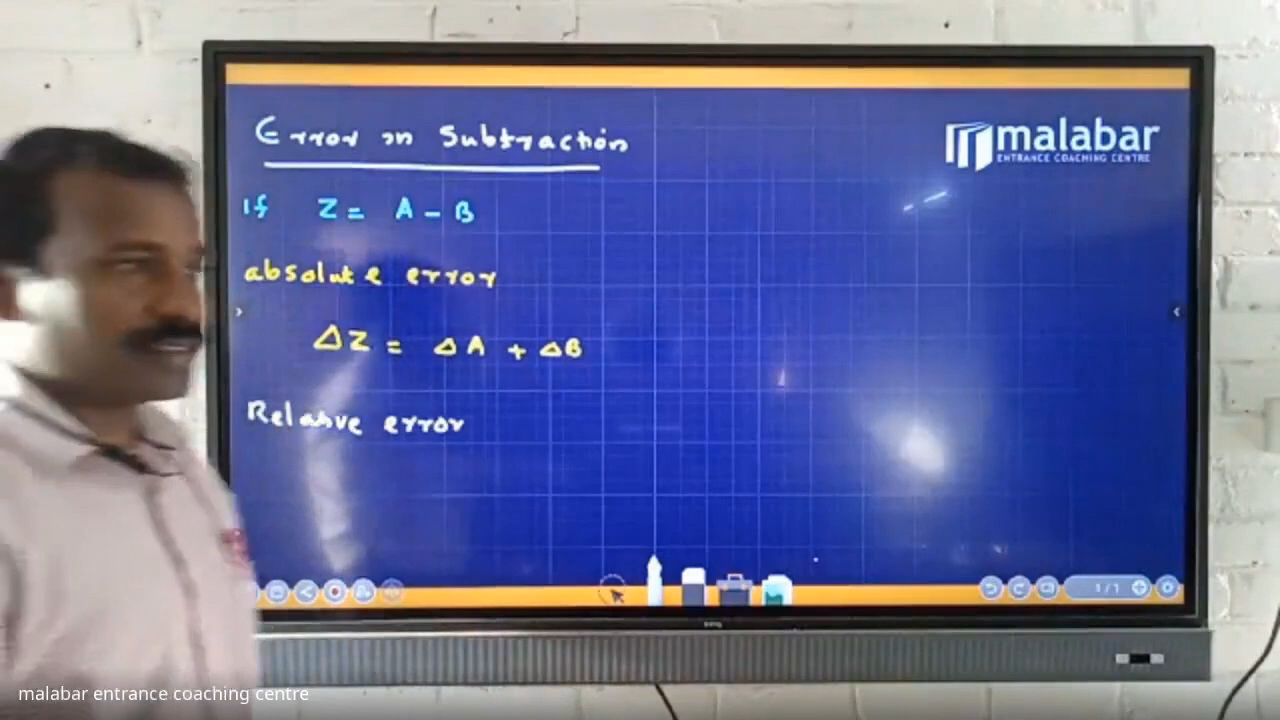 Error in Subtraction
malabar
ENTRANCE COACHING CENTRE
If Z = A - B
absolute error
ΔZ = ΔA + ΔB
Relative error
1/1
malabar entrance coaching centre